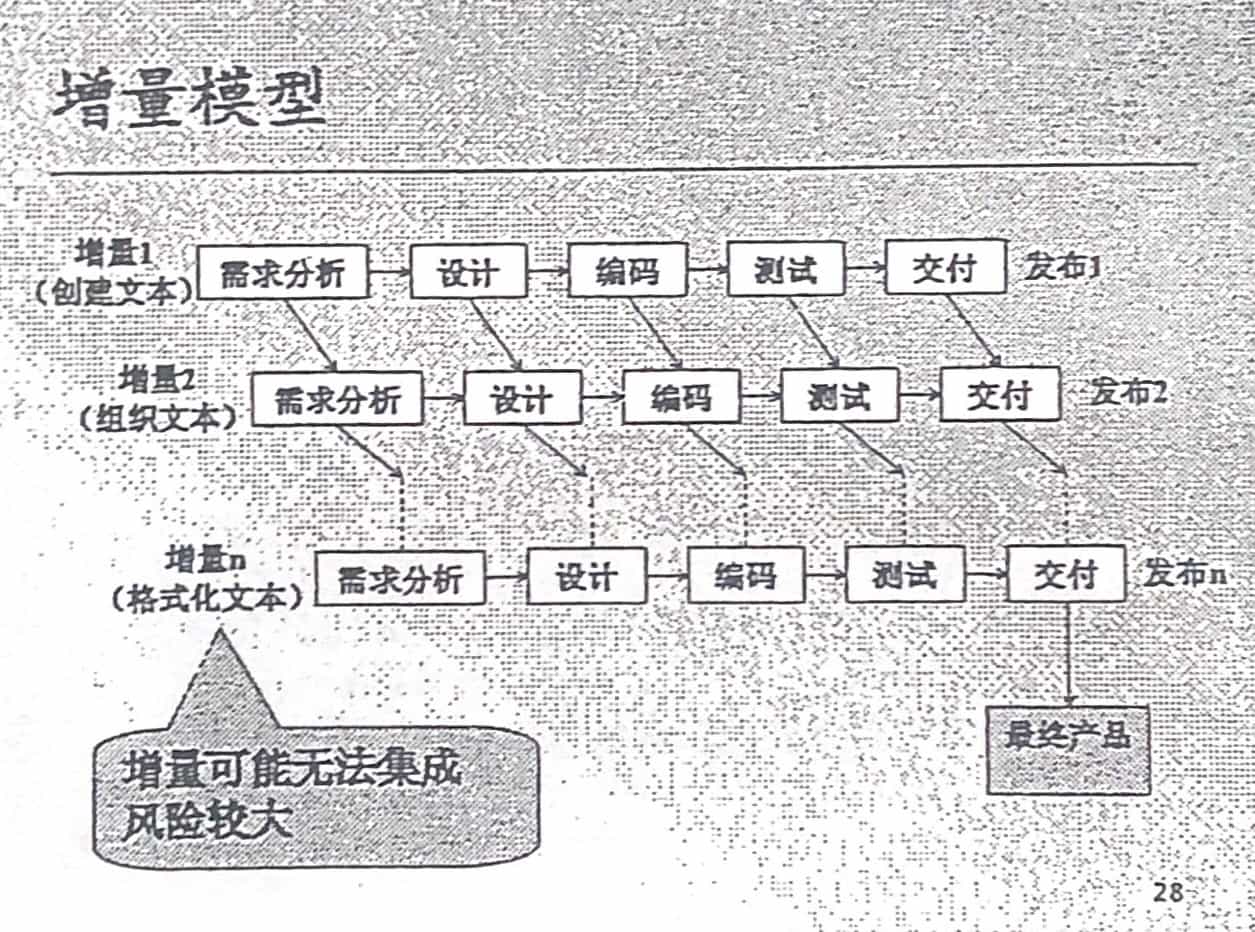 增量模型
增量1
（创建文本）
需求分析
设计
编码
测试
交付
发布1
增量2
（组织文本）
需求分析
设计
编码
测试
交付
发布2
增量n
（格式化文本）
需求分析
设计
编码
测试
交付
发布n
增量可能无法集成
风险较大
最终产品
28